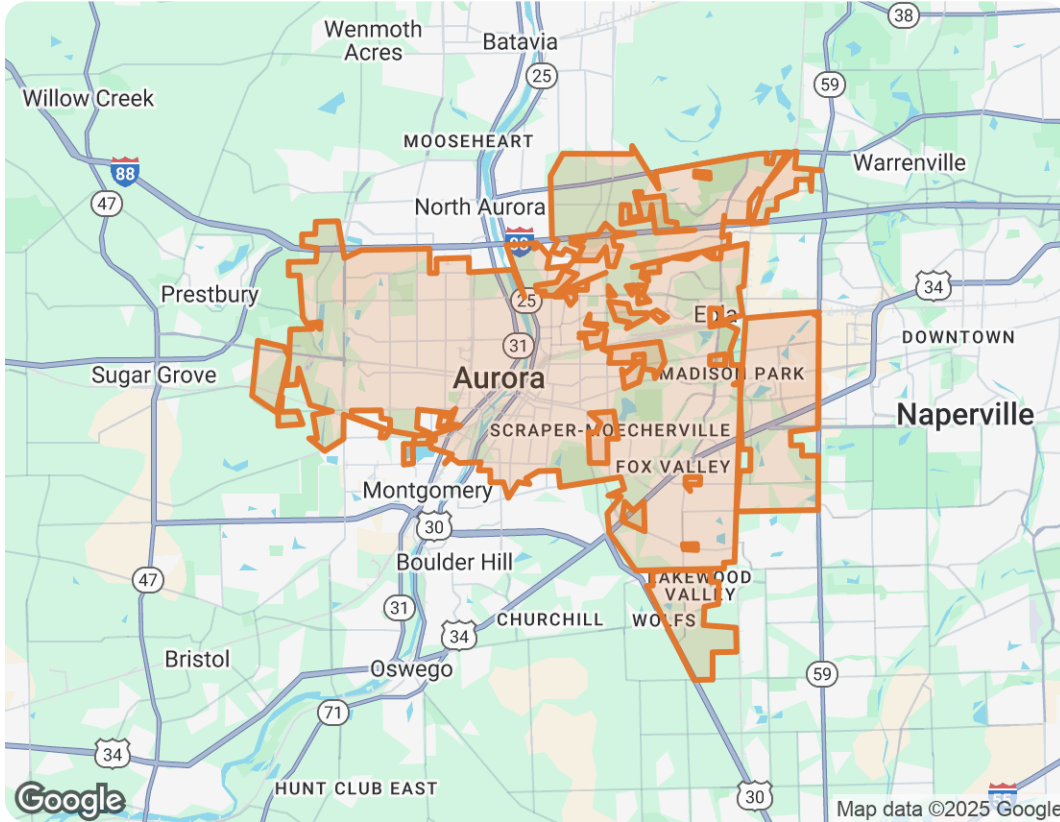 38
Wenmoth
Acres
Batavia
25
59
Willow Creek
MOOSEHEART
88
Warrenville
47
North Aurora
34
Prestbury
25
DOWNTOWN
31
Sugar Grove
Aurora
MADISON PARK
Naperville
SCRAPER-MOECHERVILLE
FOX VALLEY
Montgomery
30
Boulder Hill
LAKEWOOD
VALLEY
47
31
CHURCHILL
WOLFS
34
Bristol
Oswego
59
71
34
HUNT CLUB EAST
30
Google
Map data ©2025 Google